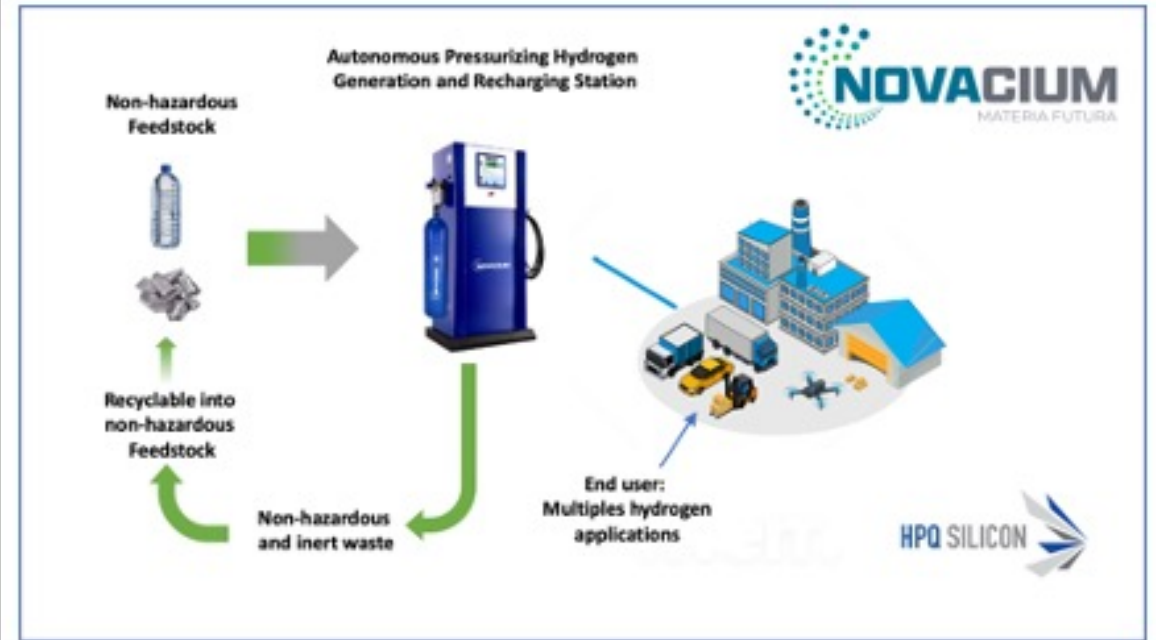 Autonomous Pressurizing Hydrogen
Generation and Recharging Station
NOVACIUM
MATERIA FUTURA
Non-hazardous
Feedstock
NOVACIUM
Recyclable into
non-hazardous
Feedstock
Non-hazardous
and inert waste
End user:
Multiples hydrogen
applications
HPQ SILICON